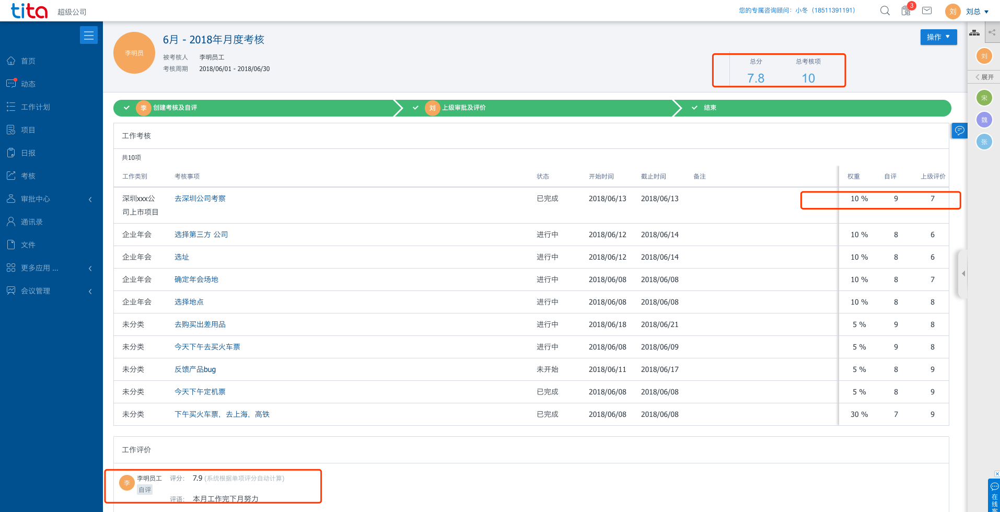 tita 超级公司 您的专属咨询顾问：小冬（18511391191） 3 刘 刘总
首页
动态
工作计划
项目
日报
考核
审批中心
通讯录
文件
更多应用 ...
会议管理
李明员
6月 - 2018年月度考核
被考核人 李明员工
考核周期 2018/06/01 - 2018/06/30
操作
总分 总考核项
7.8 10
李 创建考核及自评 刘 上级审批及评价 结束
工作考核
共10项
工作类别 考核事项 状态 开始时间 截止时间 备注 权重 自评 上级评价
深圳xxx公 去深圳公司考察 已完成 2018/06/13 2018/06/13 10 % 9 7
司上市项目
企业年会 选择第三方 公司 进行中 2018/06/12 2018/06/14 10 % 8 6
企业年会 选址 进行中 2018/06/12 2018/06/14 10 % 8 6
企业年会 确定年会场地 进行中 2018/06/08 2018/06/08 10 % 8 7
企业年会 选择地点 进行中 2018/06/08 2018/06/08 10 % 8 8
未分类 去购买出差用品 进行中 2018/06/18 2018/06/21 5 % 9 8
未分类 今天下午去买火车票 进行中 2018/06/08 2018/06/09 5 % 9 8
未分类 反馈产品bug 未开始 2018/06/11 2018/06/17 5 % 8 9
未分类 今天下午定机票 已完成 2018/06/08 2018/06/08 5 % 8 9
未分类 下午买火车票，去上海，高铁 已完成 2018/06/08 2018/06/08 30 % 7 9
工作评价
李 李明员工 评分： 7.9 (系统根据单项评分自动计算)
自评
评语： 本月工作完下月努力
刘
展开
宋
魏
张
在
线
客